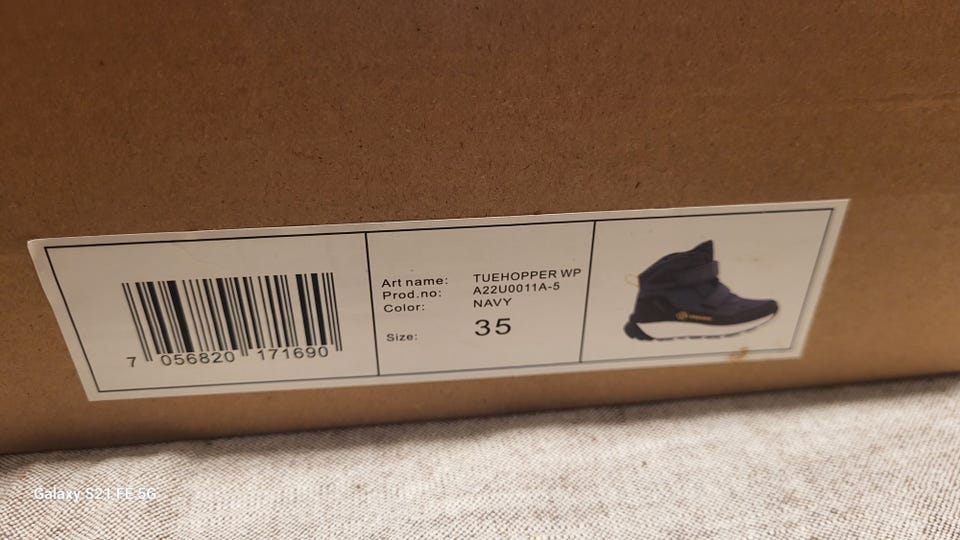 Art name: TUEHOPPER WP
Prod.no: A22U0011A-5
Color: NAVY
Size: 35
7 056820 171690
Galaxy S21 FE 5G